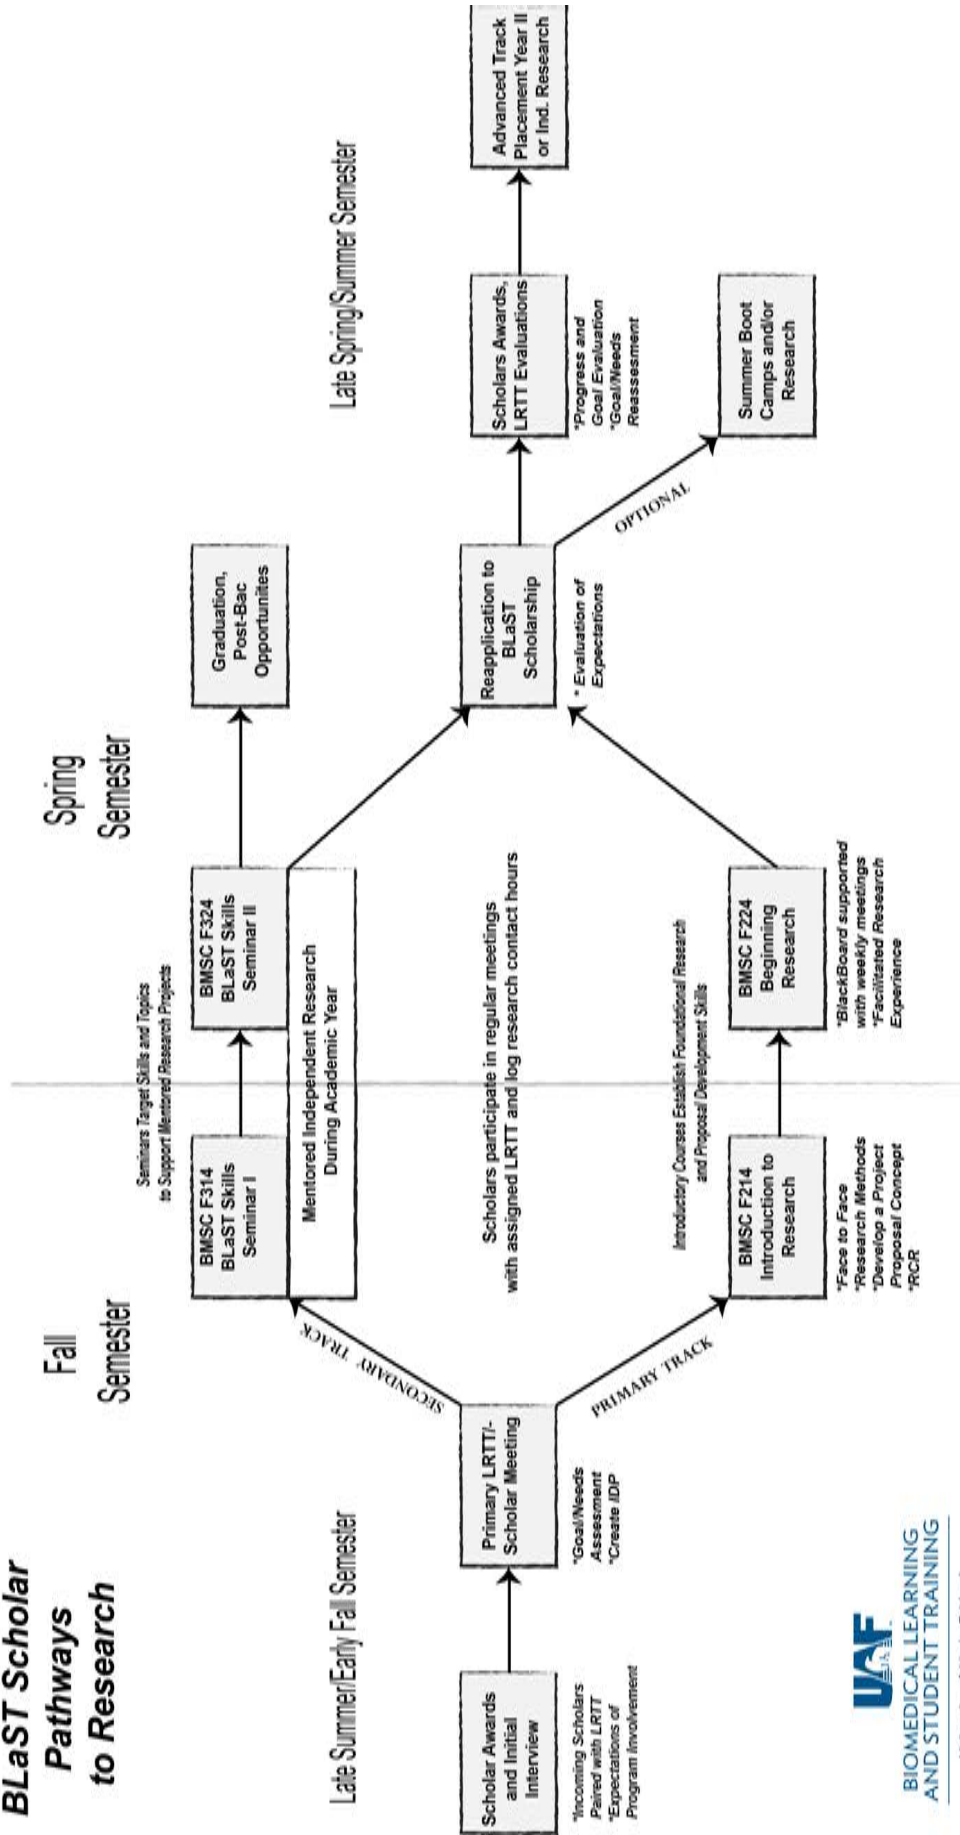 BLaST Scholar
Pathways
to Research
Fall
Semester
Spring
Semester
Late Summer/Early Fall Semester
Late Spring/Summer Semester
Scholar Awards
and Initial
Interview
*Incoming Scholars
Paired with LRTT
*Expectations of
Program Involvement
Primary LRTT/-
Scholar Meeting
*Goal/Needs
Assesment
*Create IDP
SECONDARY TRACK
PRIMARY TRACK
Seminars Target Skills and Topics
to Support Mentored Research Projects
BMSC F314
BLaST Skills
Seminar I
BMSC F324
BLaST Skills
Seminar II
Mentored Independent Research
During Academic Year
Graduation,
Post-Bac
Opportunites
Scholars participate in regular meetings
with assigned LRTT and log research contact hours
Introductory Courses Establish Foundational Research
and Proposal Development Skills
BMSC F214
Introduction to
Research
*Face to Face
*Research Methods
*Develop a Project
Proposal Concept
*RCR
BMSC F224
Beginning
Research
*BlackBoard supported
with weekly meetings
*Facilitated Research
Experience
Reapplication to
BLaST
Scholarship
* Evaluation of
Expectations
OPTIONAL
Scholars Awards,
LRTT Evaluations
*Progress and
Goal Evaluation
*Goal/Needs
Reassesment
Summer Boot
Camps and/or
Research
Advanced Track
Placement Year II
or Ind. Research
UAF
BIOMEDICAL LEARNING
AND STUDENT TRAINING